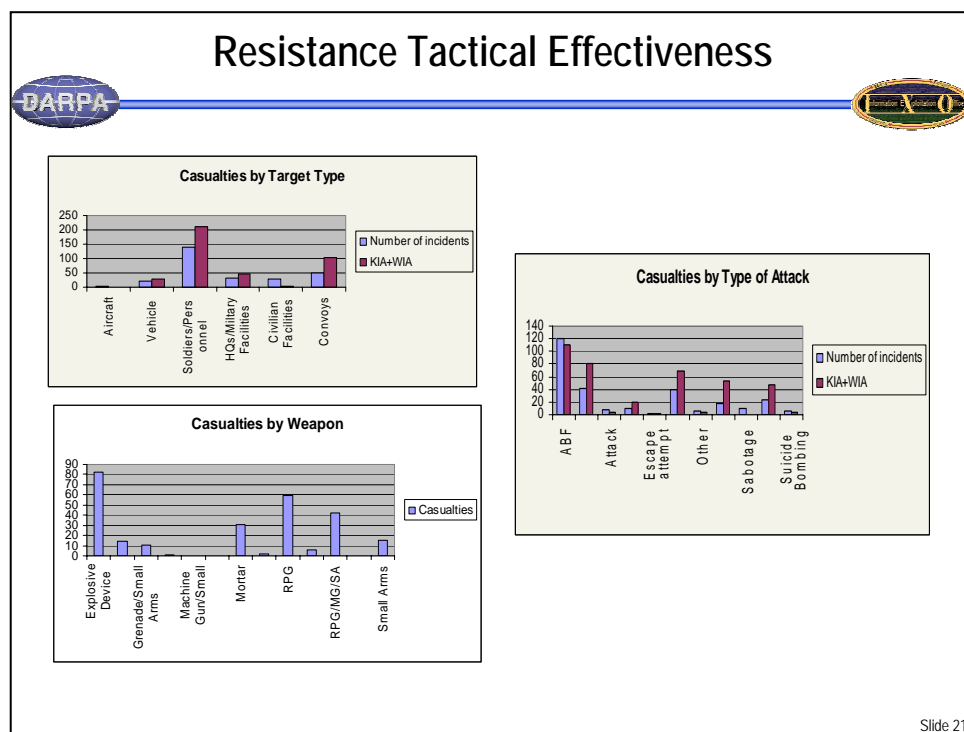 Resistance Tactical Effectiveness
DARPA
Information Exploitation Office
I X O
Casualties by Target Type
250
200
150
100
50
0
Aircraft
Vehicle
Soldiers/Pers
onnel
HQs/Miltary
Facilities
Civilian
Facilities
Convoys
Number of incidents
KIA+WIA
Casualties by Type of Attack
140
120
100
80
60
40
20
0
ABF
Attack
Escape
attempt
Other
Sabotage
Suicide
Bombing
Number of incidents
KIA+WIA
Casualties by Weapon
90
80
70
60
50
40
30
20
10
0
Explosive
Device
Grenade/Small
Arms
Machine
Gun/Small
Mortar
RPG
RPG/MG/SA
Small Arms
Casualties
Slide 21